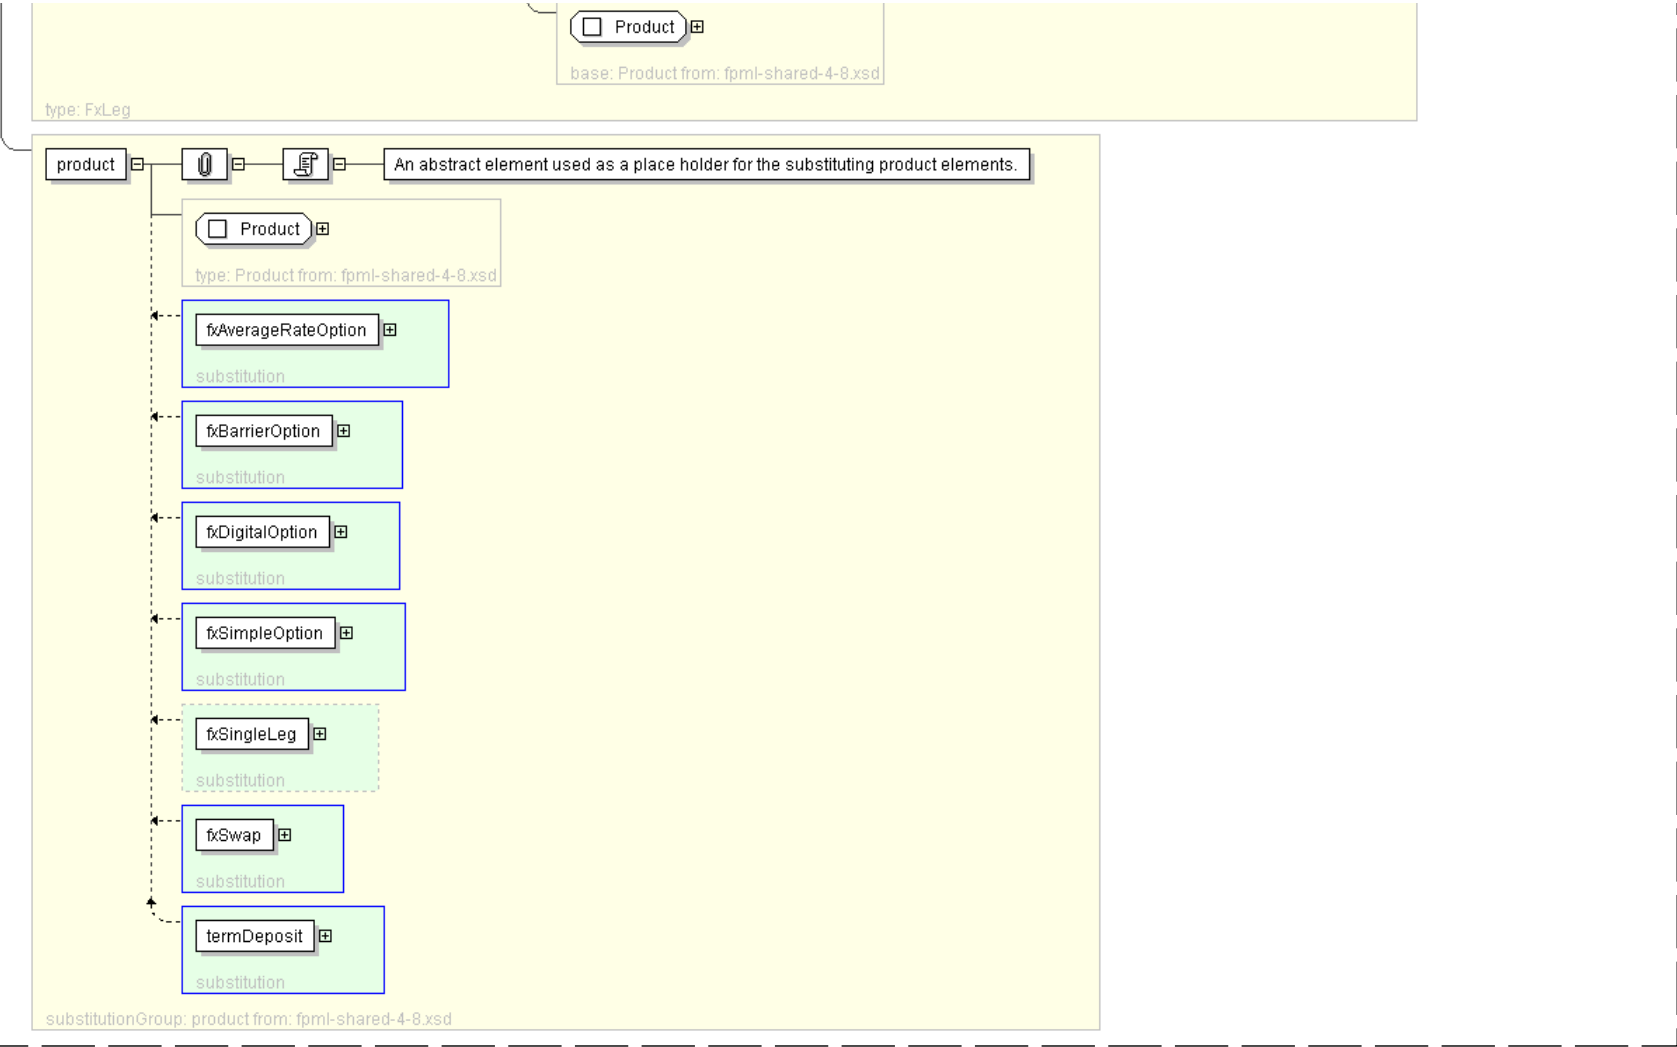 Product
base: Product from: fpml-shared-4-8.xsd
type: FxLeg
product
An abstract element used as a place holder for the substituting product elements.
Product
type: Product from: fpml-shared-4-8.xsd
fxAverageRateOption
substitution
fxBarrierOption
substitution
fxDigitalOption
substitution
fxSimpleOption
substitution
fxSingleLeg
substitution
fxSwap
substitution
termDeposit
substitution
substitutionGroup: product from: fpml-shared-4-8.xsd